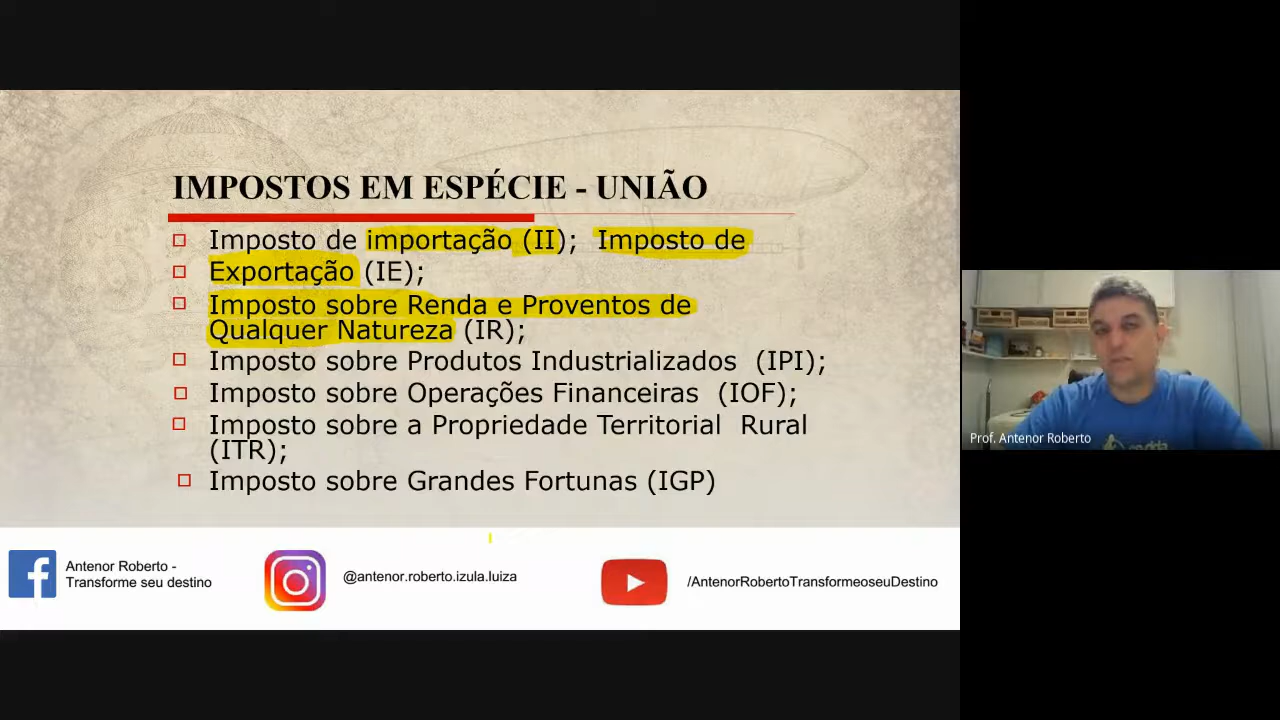 IMPOSTOS EM ESPÉCIE - UNIÃO
Imposto de importação (II); Imposto de
Exportação (IE);
Imposto sobre Renda e Proventos de
Qualquer Natureza (IR);
Imposto sobre Produtos Industrializados (IPI);
Imposto sobre Operações Financeiras (IOF);
Imposto sobre a Propriedade Territorial Rural
(ITR);
Imposto sobre Grandes Fortunas (IGP)
Antenor Roberto -
Transforme seu destino
@antenor.roberto.izula.luiza
/AntenorRobertoTransformeoseuDestino
Prof. Antenor Roberto